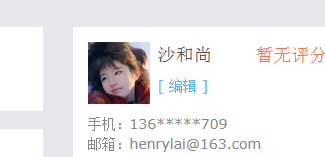 沙和尚 暂无评分
[ 编辑 ]
手机：136*****709
邮箱：henrylai@163.com